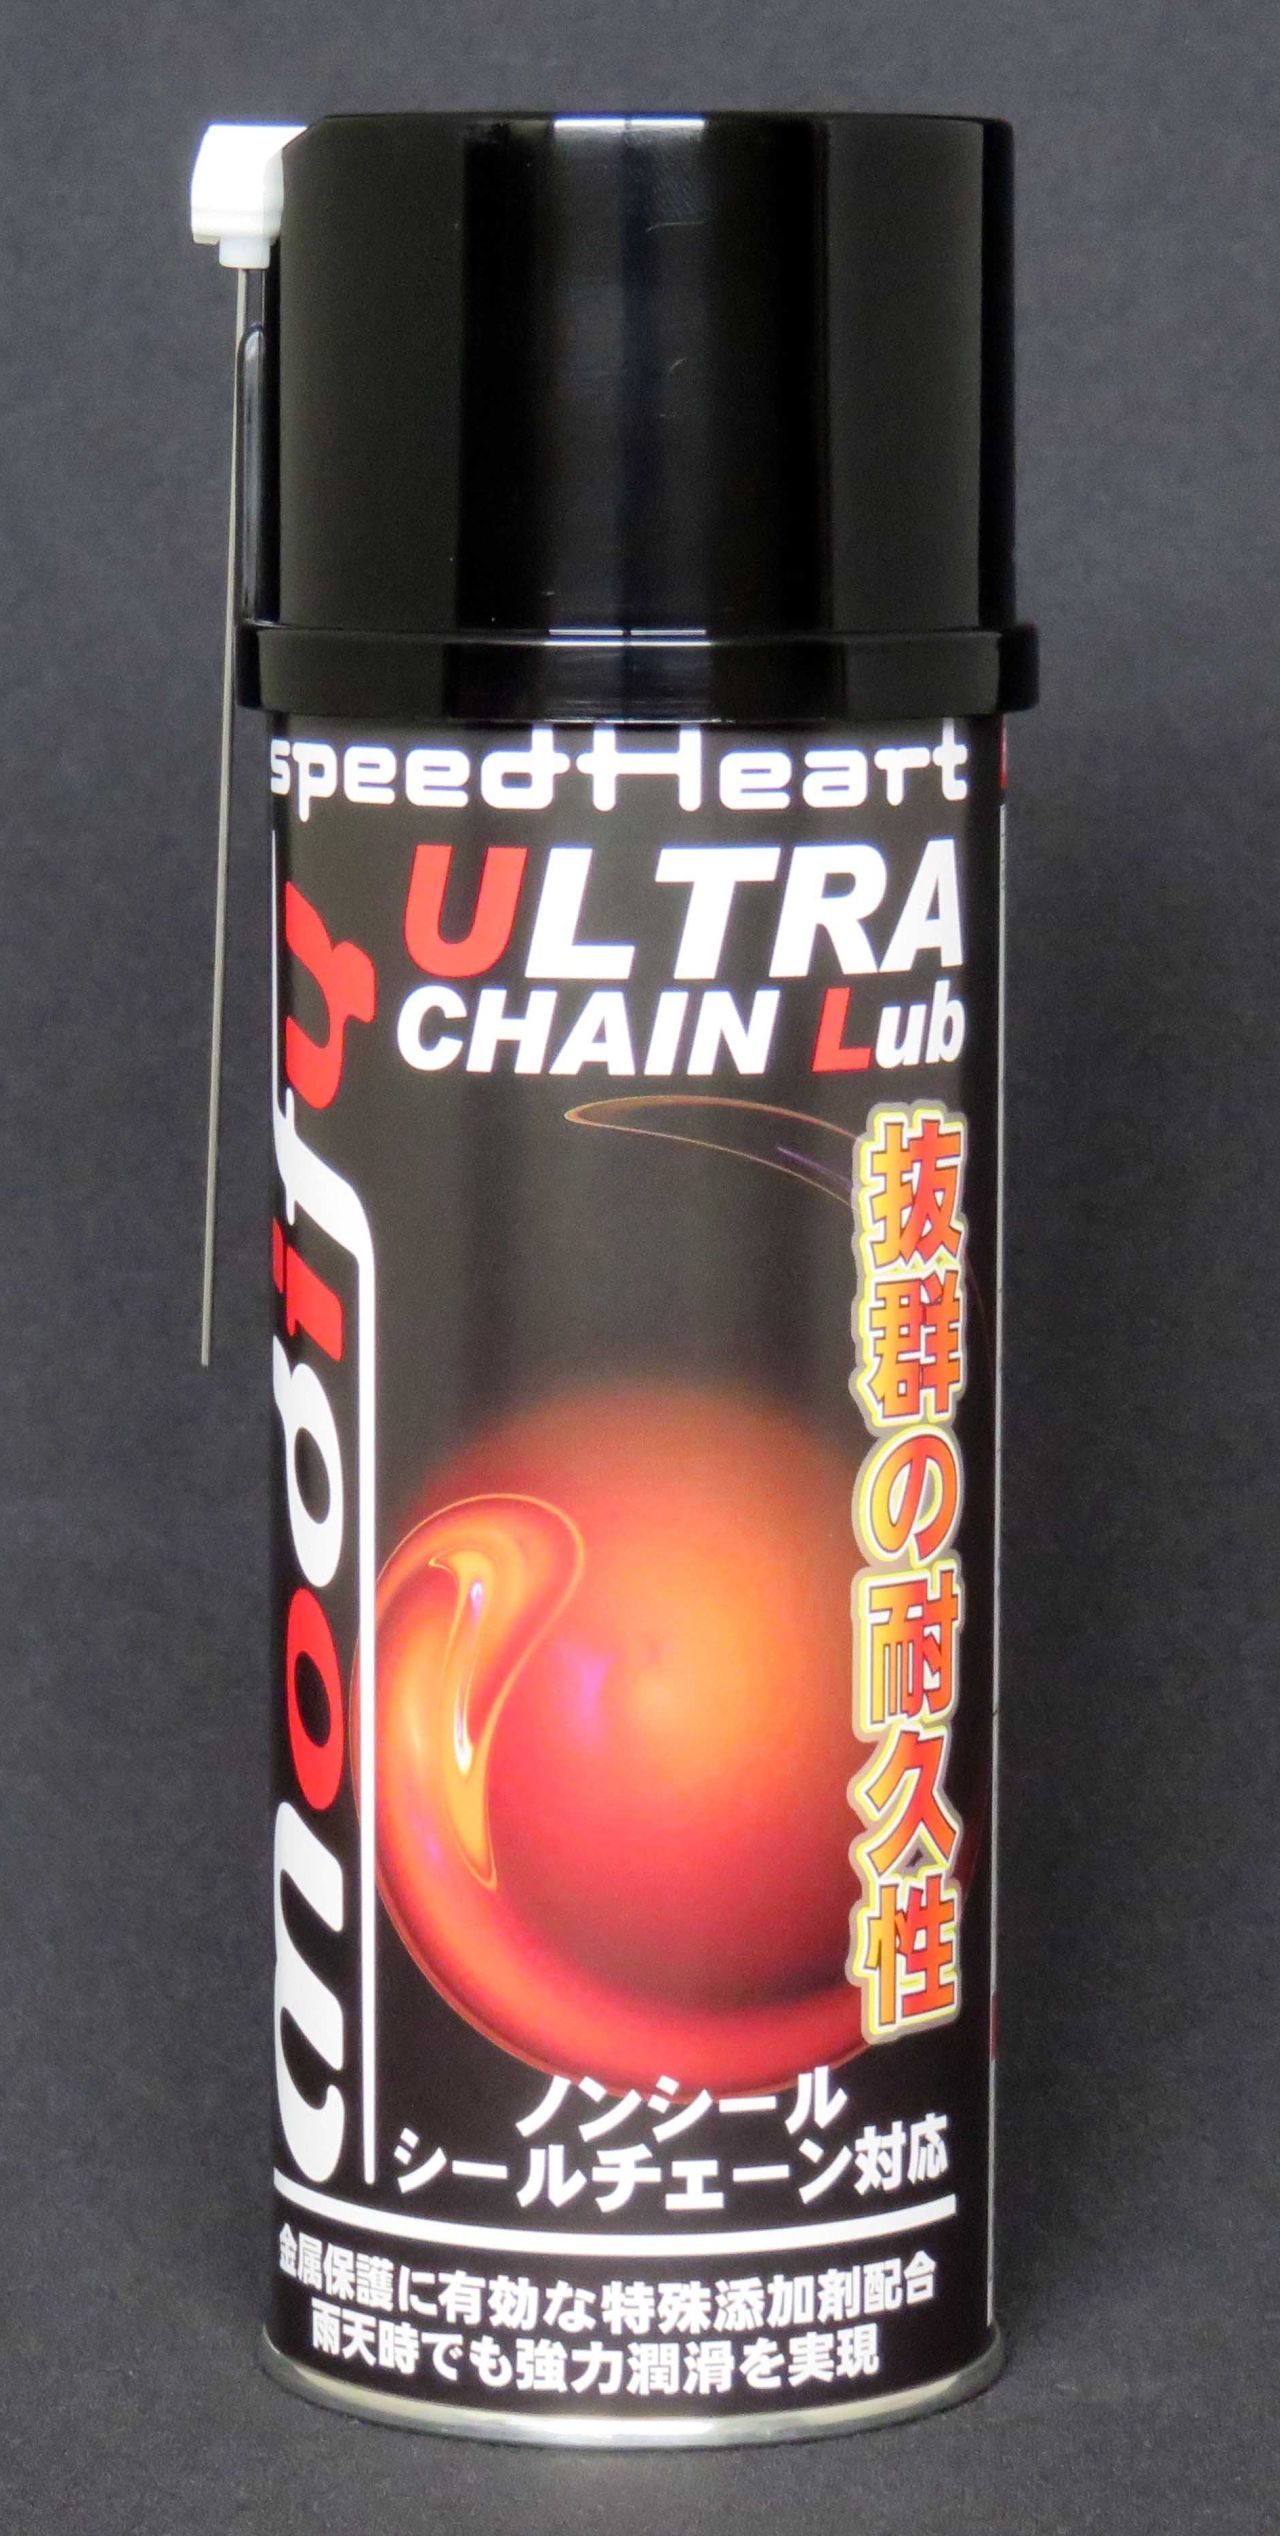 speedHeart
ULTRA
CHAIN Lub
modify
抜群の耐久性
ノンシール
シールチェーン対応
金属保護に有効な特殊添加剤配合
雨天時でも強力潤滑を実現